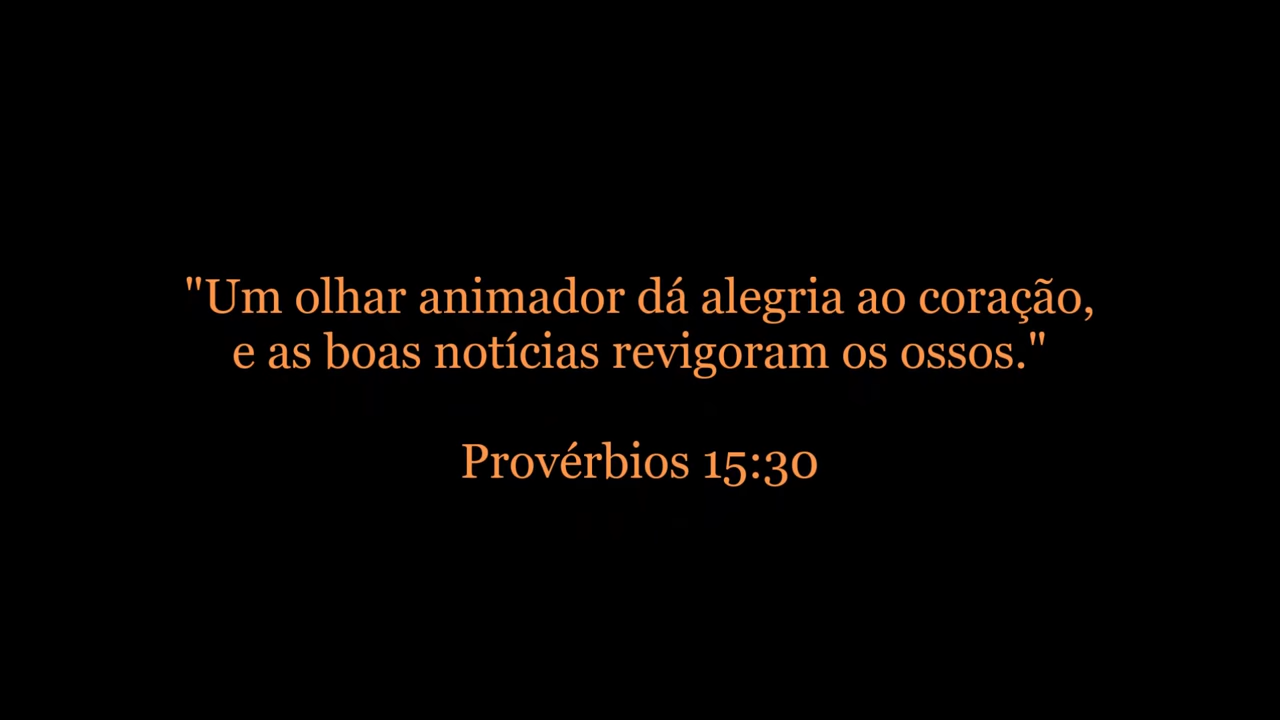 "Um olhar animador dá alegria ao coração,
e as boas notícias revigoram os ossos."
Provérbios 15:30